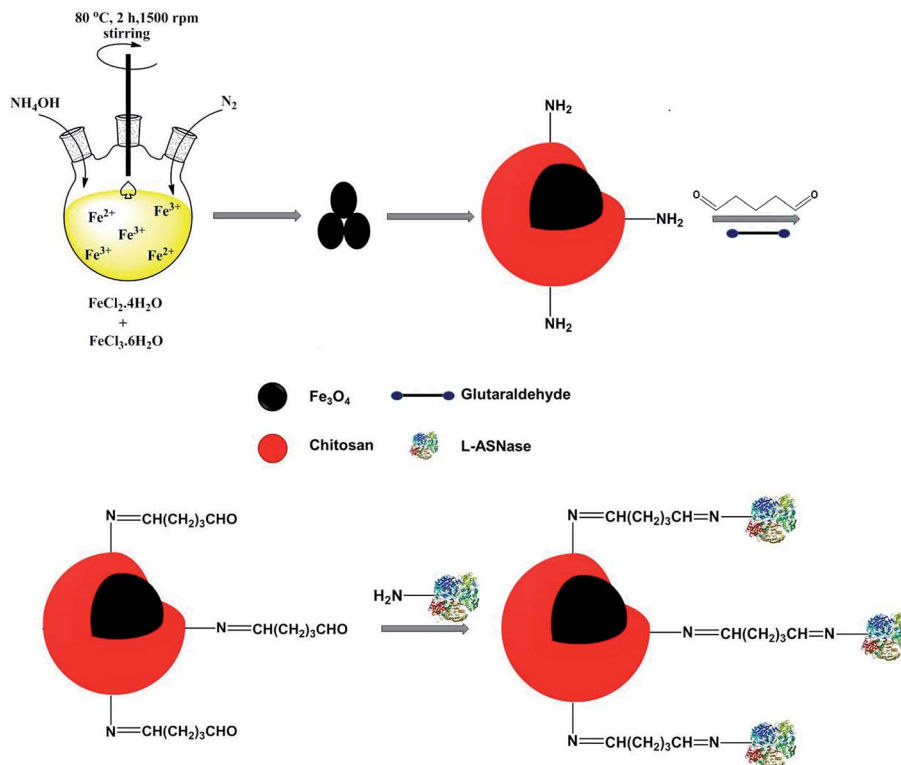 80 °C, 2 h,1500 rpm
stirring
NH₄OH
N₂
Fe²⁺
Fe³⁺
Fe³⁺
Fe³⁺
Fe²⁺
FeCl₂.4H₂O
+
FeCl₃.6H₂O
NH₂
NH₂
NH₂
O
O
Fe₃O₄
Glutaraldehyde
Chitosan
L-ASNase
N=CH(CH₂)₃CHO
N=CH(CH₂)₃CHO
N=CH(CH₂)₃CHO
H₂N
N=CH(CH₂)₃CH=N
N=CH(CH₂)₃CH=N
N=CH(CH₂)₃CH=N